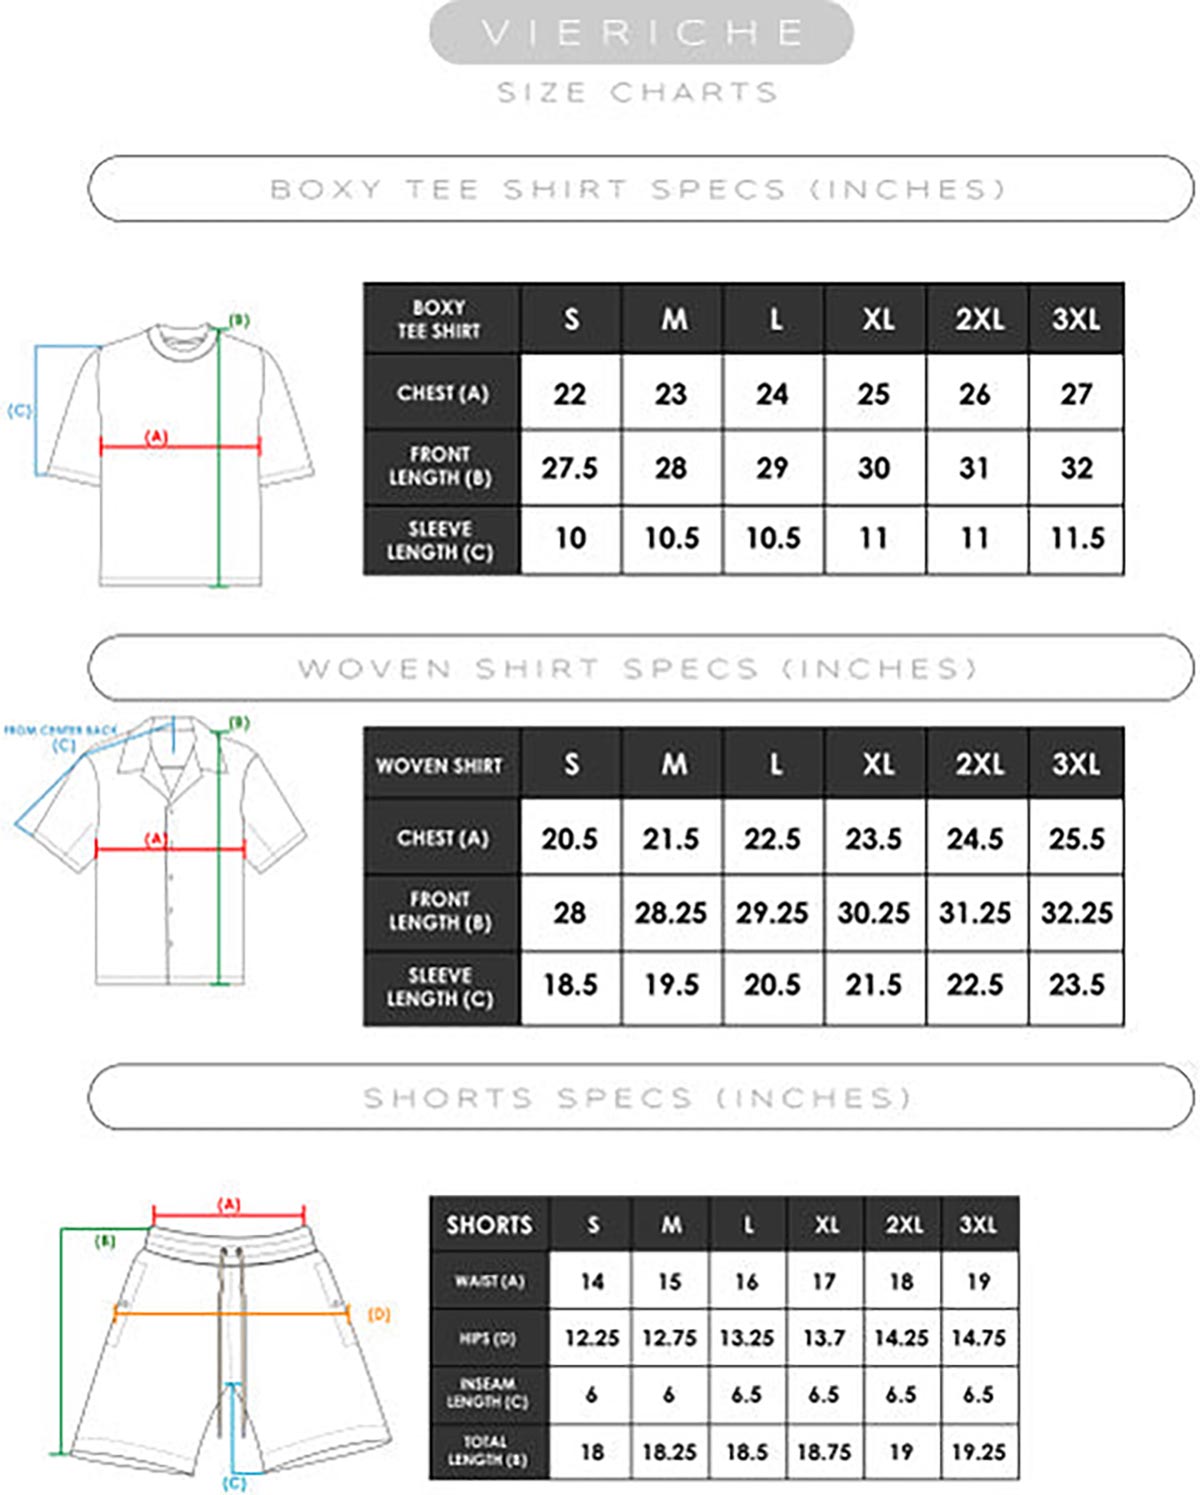 VIERICHE
SIZE CHARTS
BOXY TEE SHIRT SPECS (INCHES)
(B)
(C)
(A)
BOXY TEE SHIRT S M L XL 2XL 3XL
CHEST (A) 22 23 24 25 26 27
FRONT LENGTH (B) 27.5 28 29 30 31 32
SLEEVE LENGTH (C) 10 10.5 10.5 11 11 11.5
WOVEN SHIRT SPECS (INCHES)
FROM CENTER BACK
(C)
(B)
(A)
WOVEN SHIRT S M L XL 2XL 3XL
CHEST (A) 20.5 21.5 22.5 23.5 24.5 25.5
FRONT LENGTH (B) 28 28.25 29.25 30.25 31.25 32.25
SLEEVE LENGTH (C) 18.5 19.5 20.5 21.5 22.5 23.5
SHORTS SPECS (INCHES)
(A)
(B)
(D)
(C)
SHORTS S M L XL 2XL 3XL
WAIST (A) 14 15 16 17 18 19
HIPS (D) 12.25 12.75 13.25 13.7 14.25 14.75
INSEAM LENGTH (C) 6 6 6.5 6.5 6.5 6.5
TOTAL LENGTH (B) 18 18.25 18.5 18.75 19 19.25